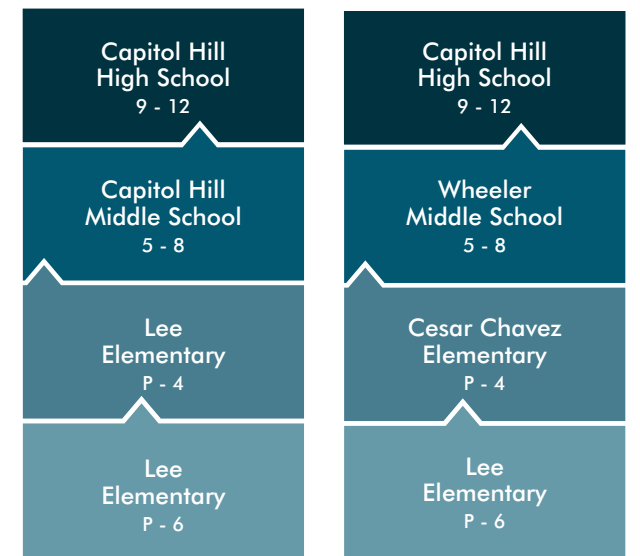 Capitol Hill
High School
9 - 12
Capitol Hill
Middle School
5 - 8
Lee
Elementary
P - 4
Lee
Elementary
P - 6
Capitol Hill
High School
9 - 12
Wheeler
Middle School
5 - 8
Cesar Chavez
Elementary
P - 4
Lee
Elementary
P - 6